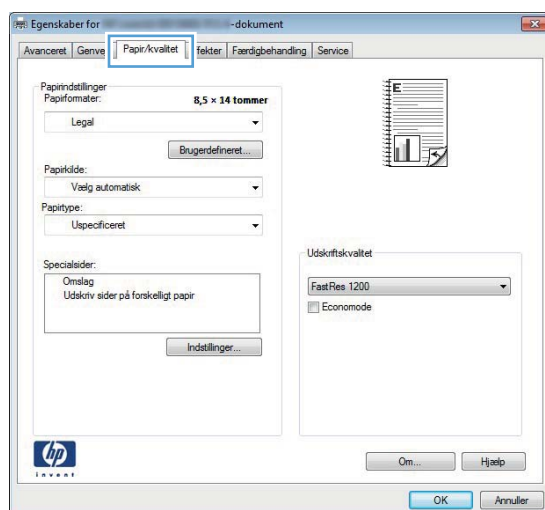 Egenskaber for -dokument
Avanceret Genve Papir/kvalitet fekter Færdigbehandling Service
Papirindstillinger
Papirformater: 8,5 × 14 tommer
Legal
Brugerdefineret...
Papirkilde:
Vælg automatisk
Papirtype:
Uspecificeret
Specialsider:
Omslag
Udskriv sider på forskelligt papir
Indstillinger...
E
Udskriftskvalitet
FastRes 1200
Economode
hp
invent
Om... Hjælp
OK Annuller